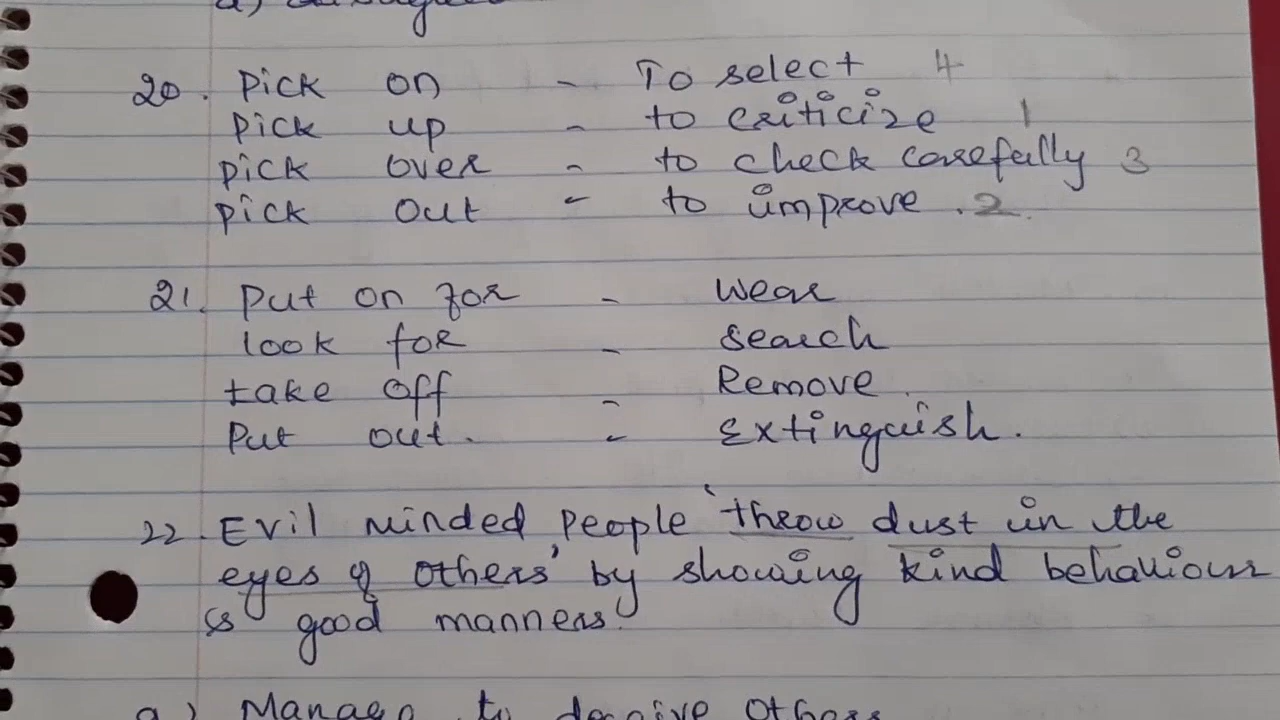 20. Pick on - To select 4
Pick up - to criticize 1
pick over - to check carefully 3
pick out - to improve. 2
21. Put on for - Wear
look for - Search
take off - Remove.
Put out. - Extinguish.
22. Evil minded people 'throw dust in the
eyes of others' by showing kind behaviour
& good manners.
a) Manage to deceive others